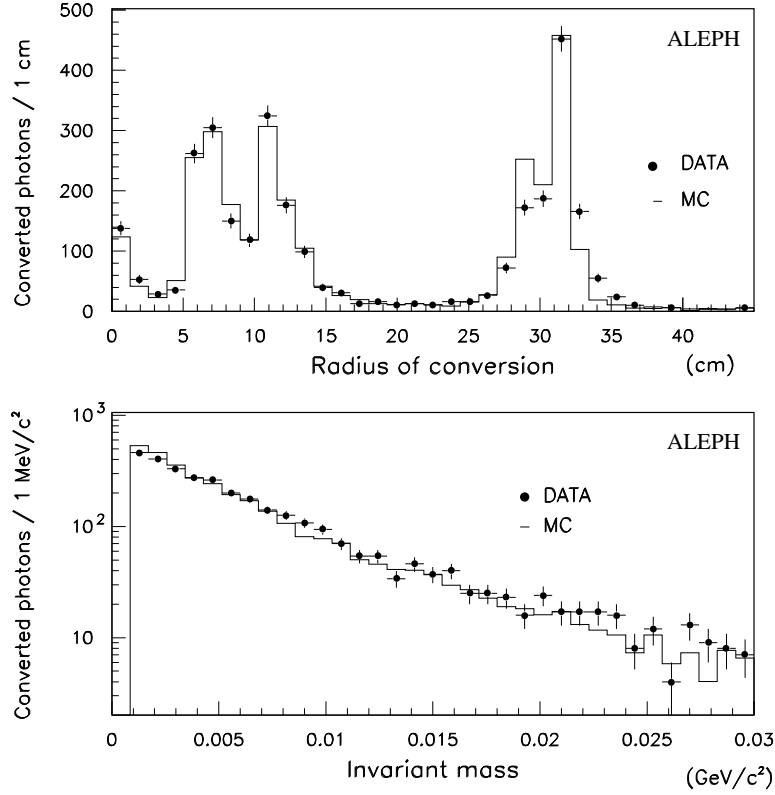 500
400
300
200
100
0
Converted photons / 1 cm
ALEPH
DATA
MC
0 5 10 15 20 25 30 35 40
Radius of conversion (cm)
10³
10²
10
Converted photons / 1 MeV/c²
ALEPH
DATA
MC
0 0.005 0.01 0.015 0.02 0.025 0.03
Invariant mass
(GeV/c²)